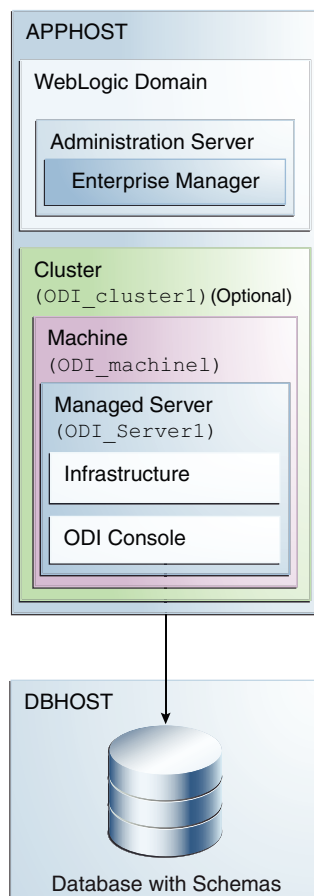 APPHOST
WebLogic Domain
Administration Server
Enterprise Manager
Cluster
(ODI_cluster1) (Optional)
Machine
(ODI_machine1)
Managed Server
(ODI_Server1)
Infrastructure
ODI Console
DBHOST
Database with Schemas